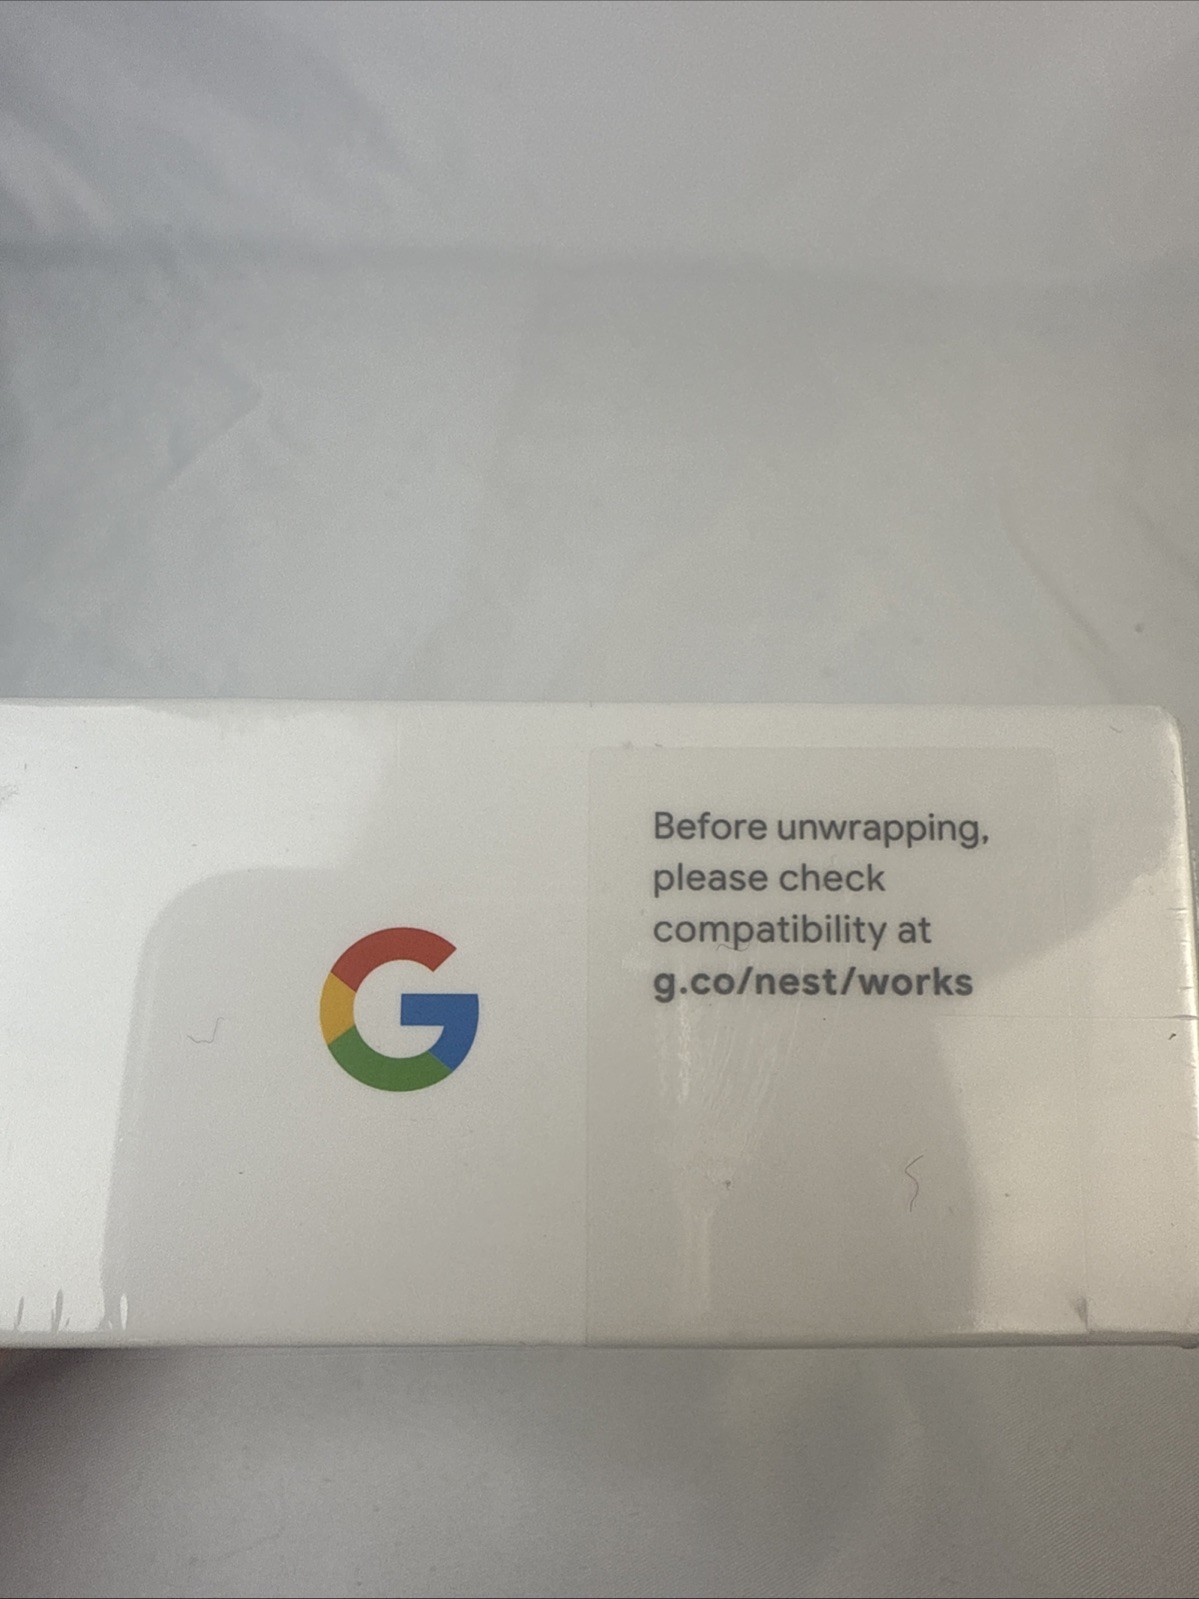 Before unwrapping,
please check
compatibility at
g.co/nest/works